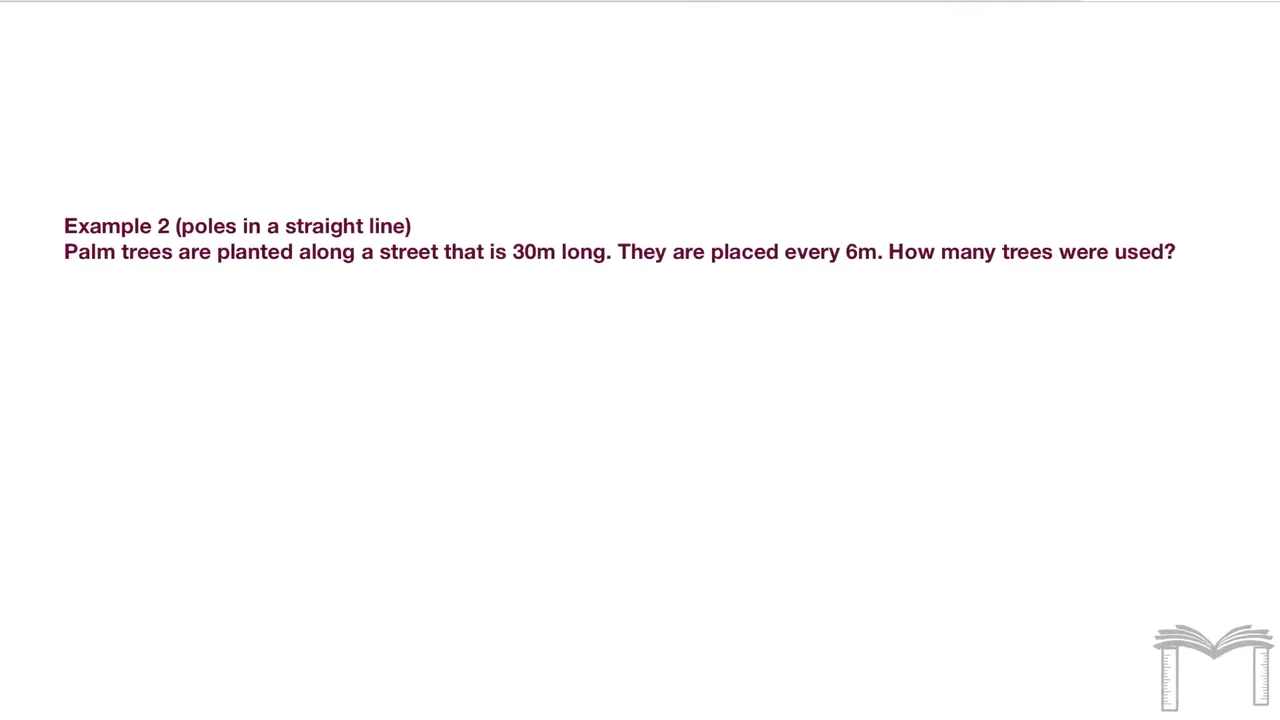 Example 2 (poles in a straight line)
Palm trees are planted along a street that is 30m long. They are placed every 6m. How many trees were used?